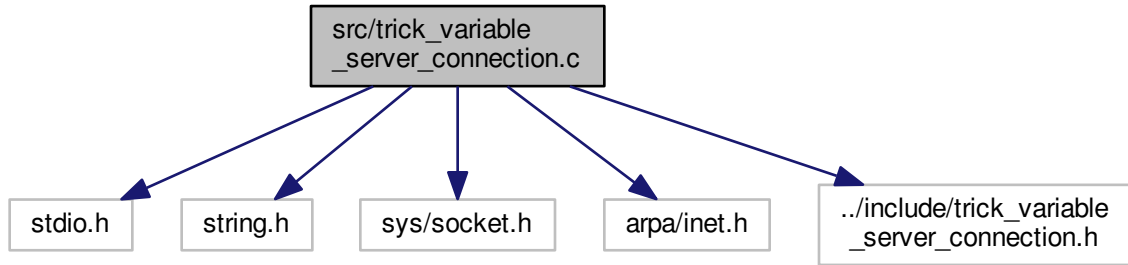 src/trick_variable
_server_connection.c
stdio.h
string.h
sys/socket.h
arpa/inet.h
../include/trick_variable
_server_connection.h